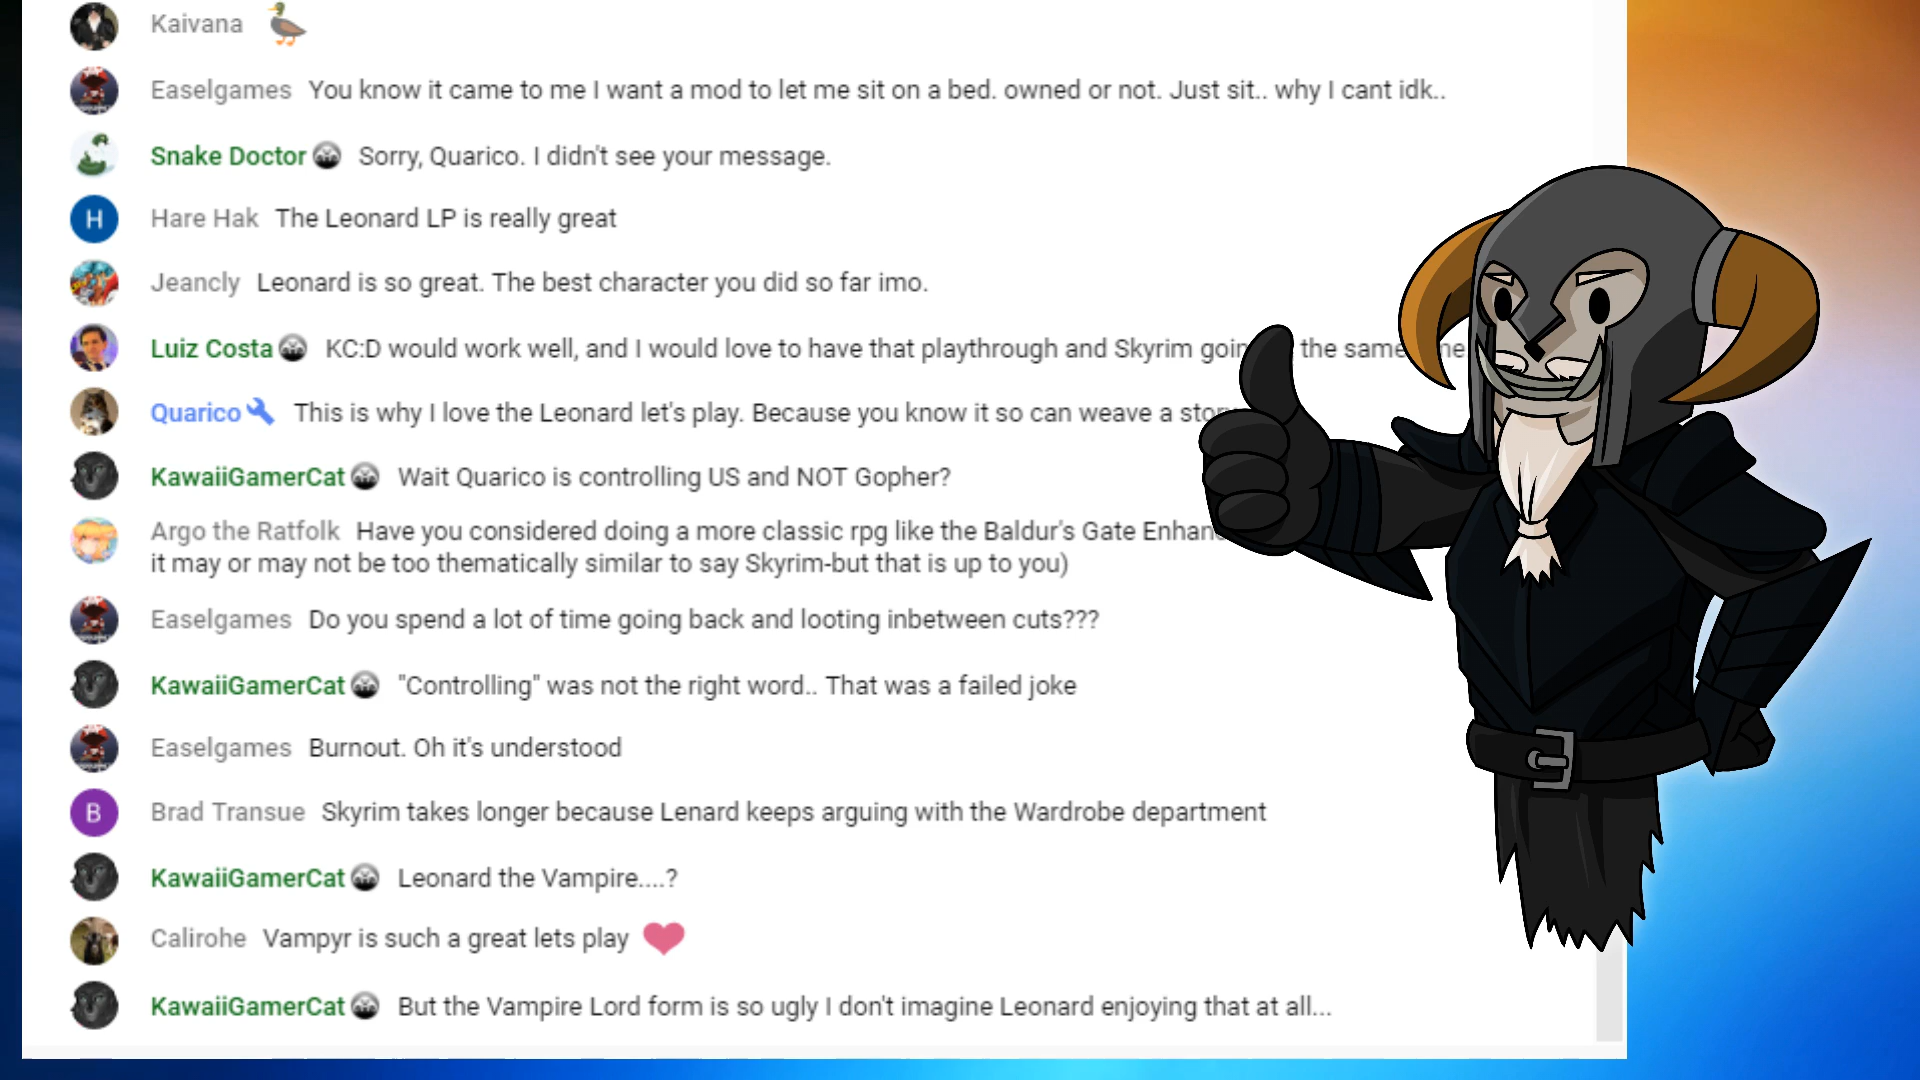 Kaivana
Easelgames You know it came to me I want a mod to let me sit on a bed. owned or not. Just sit.. why I cant idk..
Snake Doctor Sorry, Quarico. I didn't see your message.
H Hare Hak The Leonard LP is really great
Jeancly Leonard is so great. The best character you did so far imo.
Luiz Costa KC:D would work well, and I would love to have that playthrough and Skyrim the same
Quarico This is why I love the Leonard let's play. Because you know it so can weave a
KawaiiGamerCat Wait Quarico is controlling US and NOT Gopher?
Argo the Ratfolk Have you considered doing a more classic rpg like the Baldur's Gate
it may or may not be too thematically similar to say Skyrim-but that is up to you)
Easelgames Do you spend a lot of time going back and looting inbetween cuts???
KawaiiGamerCat "Controlling" was not the right word.. That was a failed joke
Easelgames Burnout. Oh it's understood
B Brad Transue Skyrim takes longer because Lenard keeps arguing with the Wardrobe department
KawaiiGamerCat Leonard the Vampire....?
Calirohe Vampyr is such a great lets play
KawaiiGamerCat But the Vampire Lord form is so ugly I don't imagine Leonard enjoying that at all...